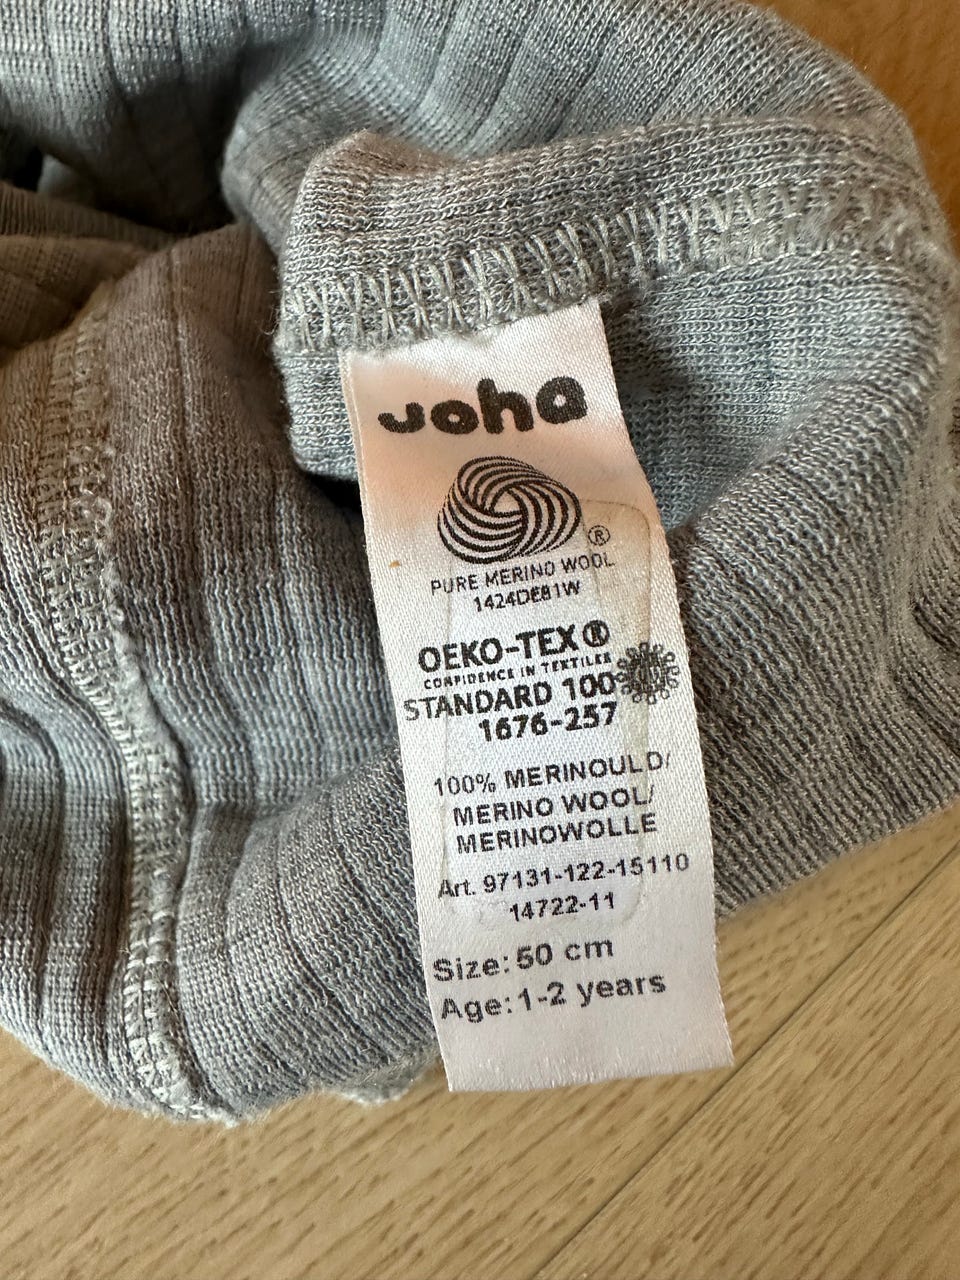 Joha
®
PURE MERINO WOOL
1424DE81W
OEKO-TEX®
CONFIDENCE IN TEXTILES
STANDARD 100
1676-257
100% MERINOULD/
MERINO WOOL/
MERINOWOLLE
Art. 97131-122-15110
14722-11
Size: 50 cm
Age: 1-2 years